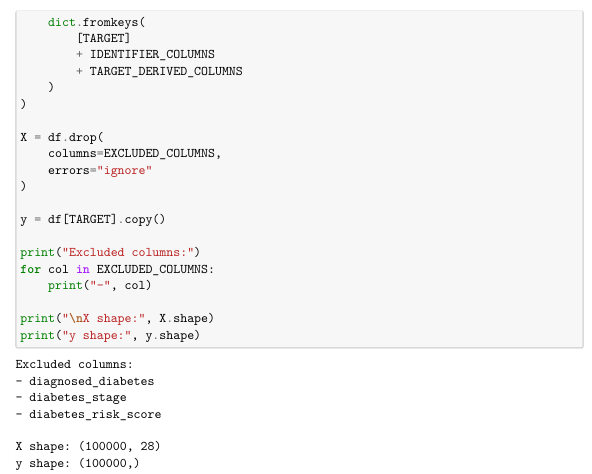 dict.fromkeys(
        [TARGET]
        + IDENTIFIER_COLUMNS
        + TARGET_DERIVED_COLUMNS
    )
)

X = df.drop(
    columns=EXCLUDED_COLUMNS,
    errors="ignore"
)

y = df[TARGET].copy()

print("Excluded columns:")
for col in EXCLUDED_COLUMNS:
    print("-", col)

print("\nX shape:", X.shape)
print("y shape:", y.shape)

Excluded columns:
- diagnosed_diabetes
- diabetes_stage
- diabetes_risk_score

X shape: (100000, 28)
y shape: (100000,)